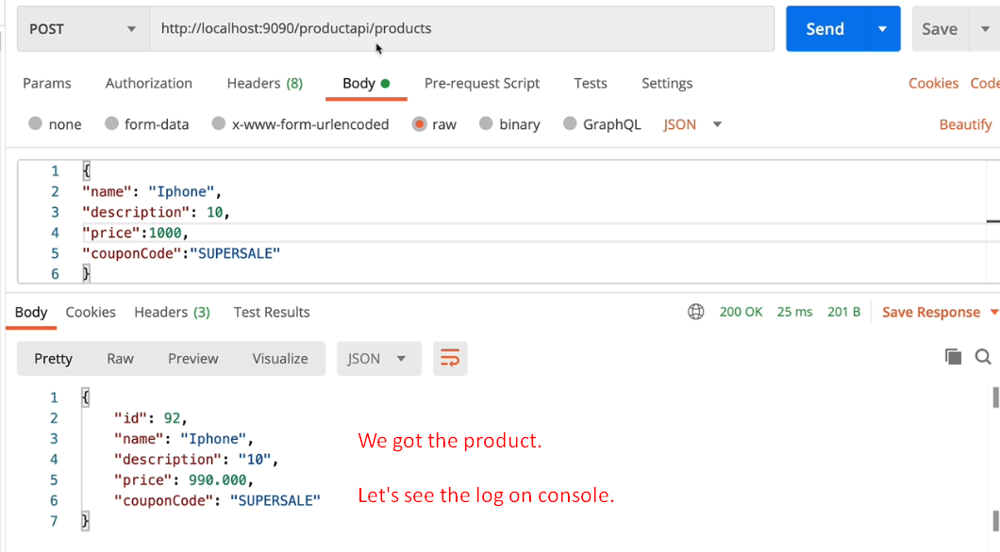 POST http://localhost:9090/productapi/products Send Save
Params Authorization Headers (8) Body Pre-request Script Tests Settings Cookies Code
none form-data x-www-form-urlencoded raw binary GraphQL JSON Beautify
1 {
2 "name": "Iphone",
3 "description": 10,
4 "price":1000,
5 "couponCode":"SUPERSALE"
6 }
Body Cookies Headers (3) Test Results 200 OK 25 ms 201 B Save Response
Pretty Raw Preview Visualize JSON
1 {
2 "id": 92,
3 "name": "Iphone",
We got the product.
4 "description": "10",
5 "price": 990.000,
Let's see the log on console.
6 "couponCode": "SUPERSALE"
7 }